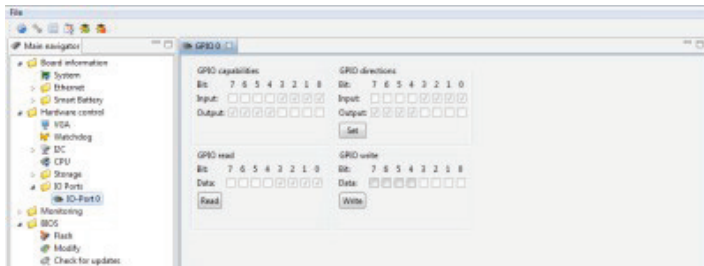 File
Main navigator
Board information
System
Ethernet
Smart Battery
Hardware control
VGA
Watchdog
I2C
CPU
Storage
IO Ports
IO-Port 0
Monitoring
BIOS
Flash
Modify
Check for updates
GPIO 0
GPIO capabilities
Bit: 7 6 5 4 3 2 1 0
Input:
Output:
GPIO directions
Bit: 7 6 5 4 3 2 1 0
Input:
Output:
Set
GPIO read
Bit: 7 6 5 4 3 2 1 0
Data:
Read
GPIO write
Bit: 7 6 5 4 3 2 1 0
Data:
Write